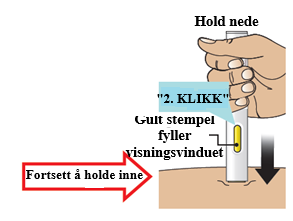 Hold nede
"2. KLIKK"
Gult stempel
fyller
visningsvinduet
Fortsett å holde inne